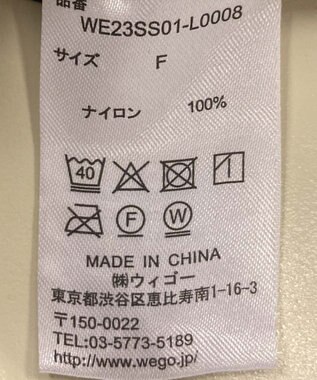 品番
WE23SS01-L0008
サイズ F
ナイロン 100%
40
F W
MADE IN CHINA
㈱ウィゴー
東京都渋谷区恵比寿南1-16-3
〒150-0022
TEL:03-5773-5189
http://www.wego.jp/